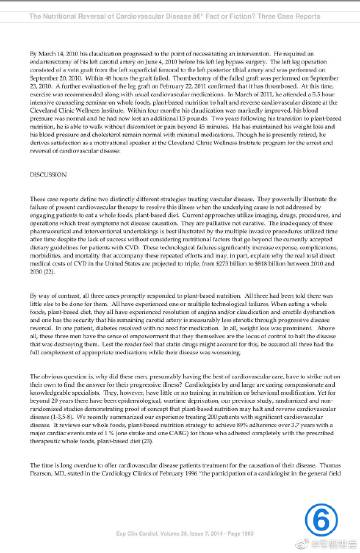 The Nutritional Reversal of Cardiovascular Disease â€" Fact or Fiction? Three Case Reports
By March 14, 2010 his claudication progressed to the point of necessitating an intervention. He required an
endarterectomy of his left carotid artery on June 4, 2010 before his left leg bypass surgery. The left leg operation
consisted of a vein graft from the left superficial femoral to the left posterior tibial artery and was performed on
September 20, 2010. Within 48 hours the graft failed. Thrombectomy of the failed graft was performed on September
23, 2010. A further evaluation of the leg graft on February 22, 2011 confirmed that it has thrombosed. At this time,
exercise was recommended along with usual cardiovascular medications. In March of 2011, he attended a 5.5 hour
intensive counseling seminar on whole foods, plant-based nutrition to halt and reverse cardiovascular disease at the
Cleveland Clinic Wellness Institute. Within four months his claudication was markedly improved, his blood
pressure was normal and he had now lost an additional 15 pounds. Two years following his transition to plant-based
nutrition, he is able to walk without discomfort or pain beyond 45 minutes. He has maintained his weight loss and
his blood pressure and cholesterol remain normal with minimal medications. Though he is presently retired, he
derives satisfaction as a motivational speaker at the Cleveland Clinic Wellness Institute program for the arrest and
reversal of cardiovascular disease.
DISCUSSION
These case reports define two distinctly different strategies treating vascular disease. They powerfully illustrate the
failure of present cardiovascular therapy to resolve this illness when the underlying cause is not addressed by
engaging patients to eat a whole foods, plant-based diet. Current approaches utilize imaging, drugs, procedures, and
operations which treat symptoms not disease causation. They are palliative not curative. The inadequacy of these
pharmaceutical and interventional undertakings is best illustrated by the multiple invasive procedures utilized time
after time despite the lack of success without considering nutritional factors that go beyond the currently accepted
dietary guidelines for patients with CVD. These technological failures significantly increase expense, complications,
morbidities, and mortality that accompany these repeated efforts and may, in part, explain why the real total direct
medical costs of CVD in the United States are projected to triple, from $273 billion to $818 billion between 2010 and
2030 (22).
By way of contrast, all three cases promptly responded to plant-based nutrition. All three had been told there was
little else to be done for them. All have experienced one or multiple technological failures. When eating a whole
foods, plant-based diet, they all have experienced resolution of angina and/or claudication and erectile dysfunction
and one has the security that his remaining carotid artery is measurably less stenotic through progressive disease
reversal. In one patient, diabetes resolved with no need for medication. In all, weight loss was prominent. Above
all, these three men have the sense of empowerment that they themselves are the locus of control to halt the disease
that was destroying them. Lest the reader feel that statin drugs might account for this, be assured all three had the
full complement of appropriate medications while their disease was worsening.
The obvious question is, why did these men, presumably having the best of cardiovascular care, have to strike out on
their own to find the answer for their progressive illness? Cardiologists by and large are caring compassionate and
knowledgeable specialists. They, however, have little or no training in nutrition or behavioral modification. Yet for
beyond 29 years there have been epidemiological, wartime deprivations, our previous study, randomized and non-
randomized studies demonstrating proof of concept that plant-based nutrition may halt and reverse cardiovascular
disease (1-2,5-8). We recently summarized our experience treating 200 patients with significant cardiovascular
disease. It reviews our whole foods, plant-based nutrition strategy to achieve 89% adherence over 3.7 years with a
major cardiac events rate of 1 % (one stroke and one CABG) for those who adhered completely with the prescribed
therapeutic whole foods, plant-based diet (23).
The time is long overdue to offer cardiovascular disease patients treatment for the causation of their disease. Thomas
Pearson, MD, stated in the Cardiology Clinics of February 1996 "the participation of a cardiologist in the general field
Exp Clin Cardiol, Volume 20, Issue 7, 2014 - Page 1963
6